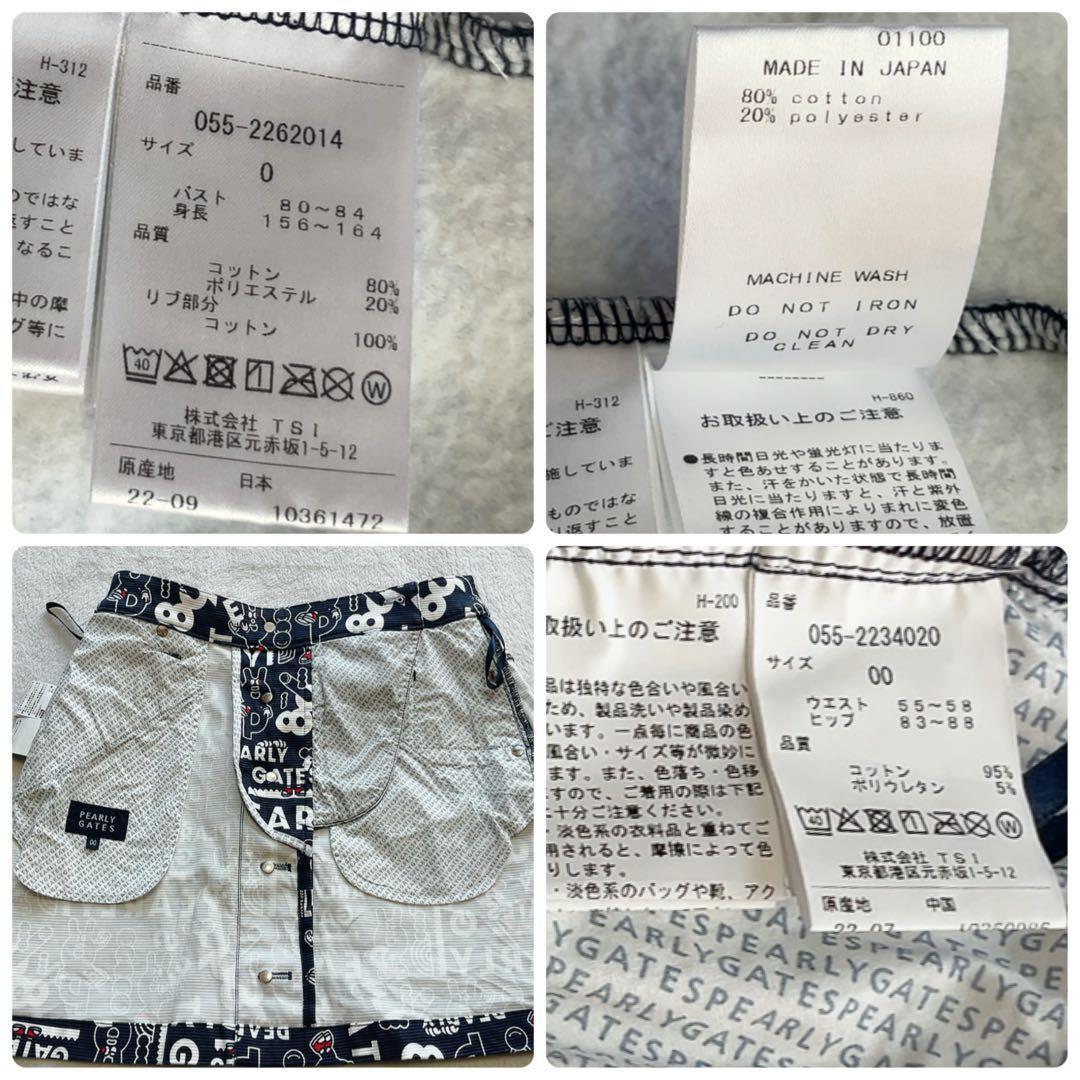 H-312
注意
していま
のではな
返すこと
なるこ
中の摩
グ等に
品番
055-2262014
サイズ
0
バスト 80~84
身長 156~164
品質
コットン 80%
ポリエステル 20%
リブ部分
コットン 100%
40
W
株式会社 TSI
東京都港区元赤坂1-5-12
原産地 日本
22-09 10361472
01100
MADE IN JAPAN
80% cotton
20% polyester
MACHINE WASH
DO NOT IRON
DO NOT DRY
CLEAN
H-312
ご注意
施していま
ものではな
り返すこと
H-860
お取扱い上のご注意
●長時間日光や蛍光灯に当たりま
すと色あせすることがあります。
また、汗をかいた状態で長時間
日光に当たりますと、汗と紫外
線の複合作用によりまれに変色
することがありますので、放置
PEARLY
GATES
00
EARLY
GATES
AR
H-200
取扱い上のご注意
品は独特な色合いや風合い
ため、製品洗いや製品染め
います。一点毎に商品の色
風合い・サイズ等が微妙に
ます。また、色落ち・色移
ますので、ご着用の際は下記
に十分ご注意ください。
・淡色系の衣料品と重ねてご
用されると、摩擦によって色
りします。
・淡色系のバッグや靴、アク
品番
055-2234020
サイズ
00
ウエスト 55~58
ヒップ 83~88
品質
コットン 95%
ポリウレタン 5%
40
W
株式会社 TSI
東京都港区元赤坂1-5-12
原産地 中国
22-07
PEARLYGATESPEARLYGA
YGATESPEARLYGATESPEARLY
PEARLYGATESPEARLYGATES
GATESPEARLYGATESPEARLY